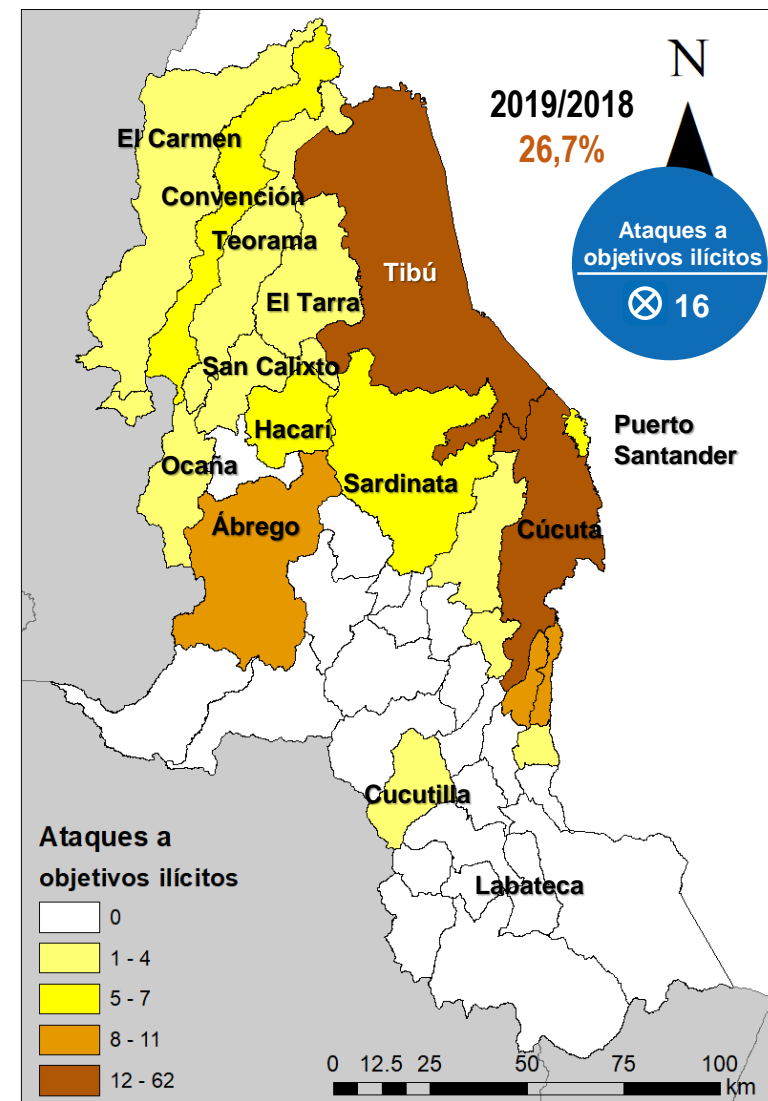 N
2019/2018
26,7%
Ataques a
objetivos ilícitos
16
El Carmen
Convención
Teorama
Tibú
El Tarra
San Calixto
Hacarí
Puerto
Santander
Ocaña
Sardinata
Ábrego
Cúcuta
Cucutilla
Labateca
Ataques a
objetivos ilícitos
0
1 - 4
5 - 7
8 - 11
12 - 62
0 12.5 25 50 75 100
km